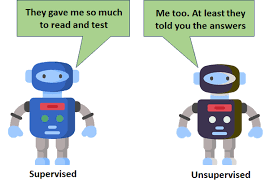 They gave me so much
to read and test
Me too. At least they
told you the answers
Supervised
Unsupervised